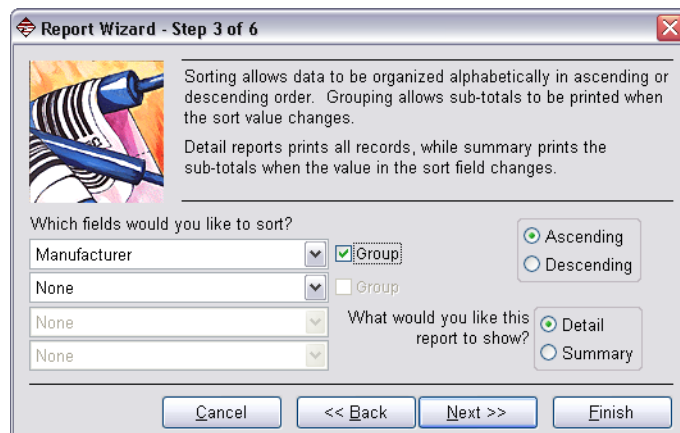 Report Wizard - Step 3 of 6
Sorting allows data to be organized alphabetically in ascending or
descending order. Grouping allows sub-totals to be printed when
the sort value changes.
Detail reports prints all records, while summary prints the
sub-totals when the value in the sort field changes.
Which fields would you like to sort?
Manufacturer
Group
None
Group
None
None
Ascending
Descending
What would you like this
report to show?
Detail
Summary
Cancel
<< Back
Next >>
Finish